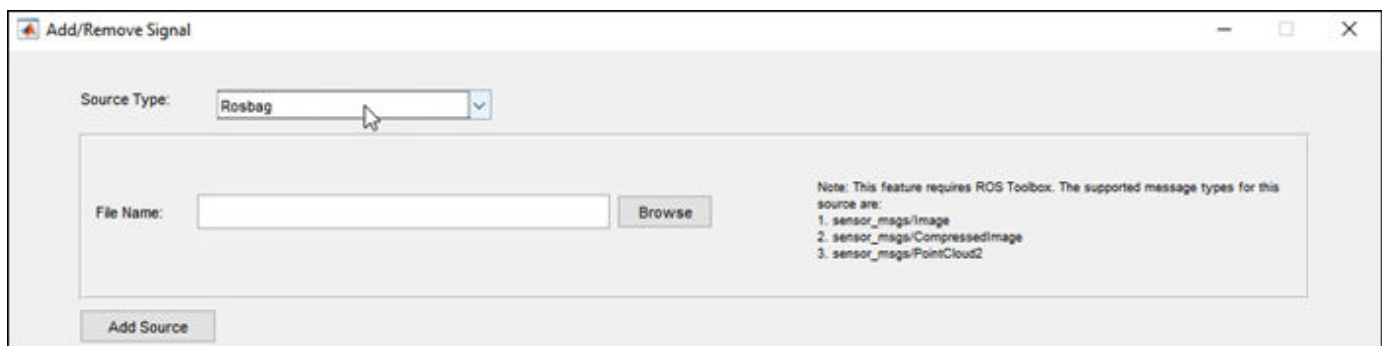 Add/Remove Signal
Source Type:
Rosbag
File Name:
Browse
Note: This feature requires ROS Toolbox. The supported message types for this
source are:
1. sensor_msgs/Image
2. sensor_msgs/CompressedImage
3. sensor_msgs/PointCloud2
Add Source